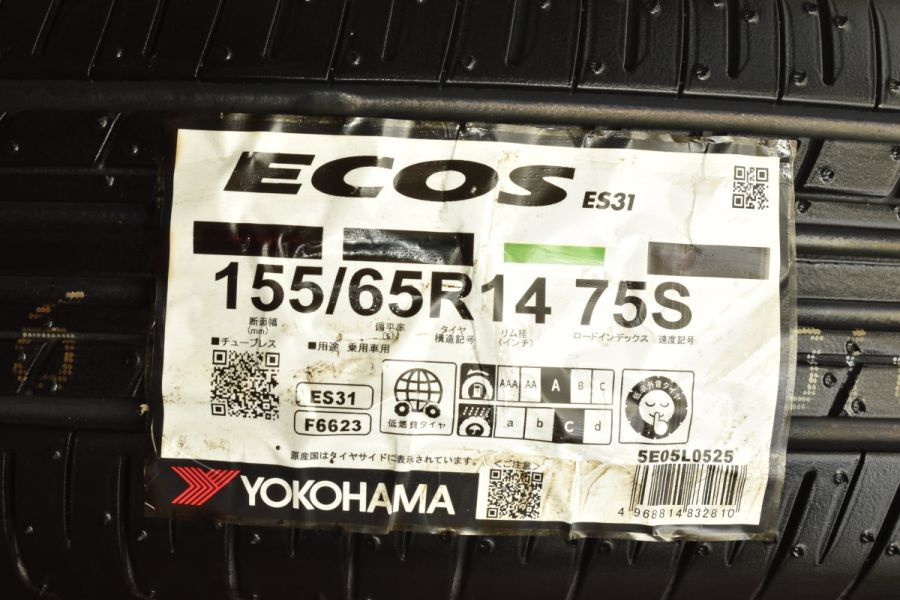 ECOS ES31
155/65R14 75S
断面幅(mm) 偏平率(%) タイヤ構造記号 リム径(インチ) ロードインデックス 速度記号
■チューブレス ■用途 乗用車用
ES31
F6623
低燃費タイヤ
AAA AA A B C
a b C d
低車外音タイヤ
原産国はタイヤサイドに表示されています。
<ご注意>
5E05L0525
YOKOHAMA
4 968814 832810